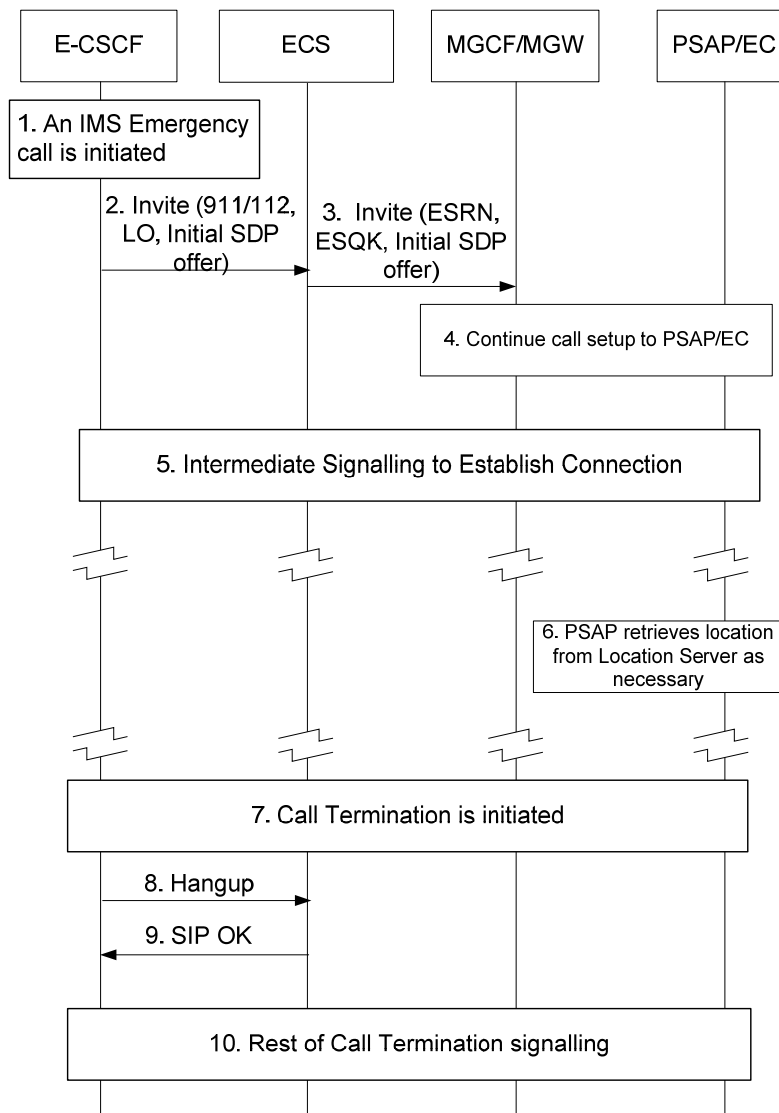 E-CSCF
ECS
MGCF/MGW
PSAP/EC
1. An IMS Emergency
call is initiated
2. Invite (911/112,
LO, Initial SDP
offer)
3. Invite (ESRN,
ESQK, Initial SDP
offer)
4. Continue call setup to PSAP/EC
5. Intermediate Signalling to Establish Connection
6. PSAP retrieves location
from Location Server as
necessary
7. Call Termination is initiated
8. Hangup
9. SIP OK
10. Rest of Call Termination signalling